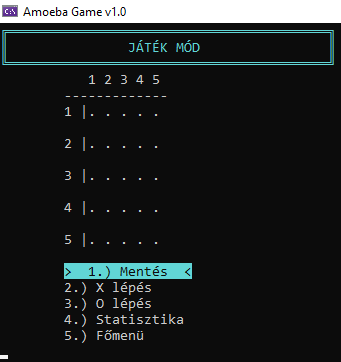 Amoeba Game v1.0
JÁTÉK MÓD
1 2 3 4 5
-------------
1 |. . . . .
2 |. . . . .
3 |. . . . .
4 |. . . . .
5 |. . . . .
> 1.) Mentés <
2.) X lépés
3.) O lépés
4.) Statisztika
5.) Főmenü